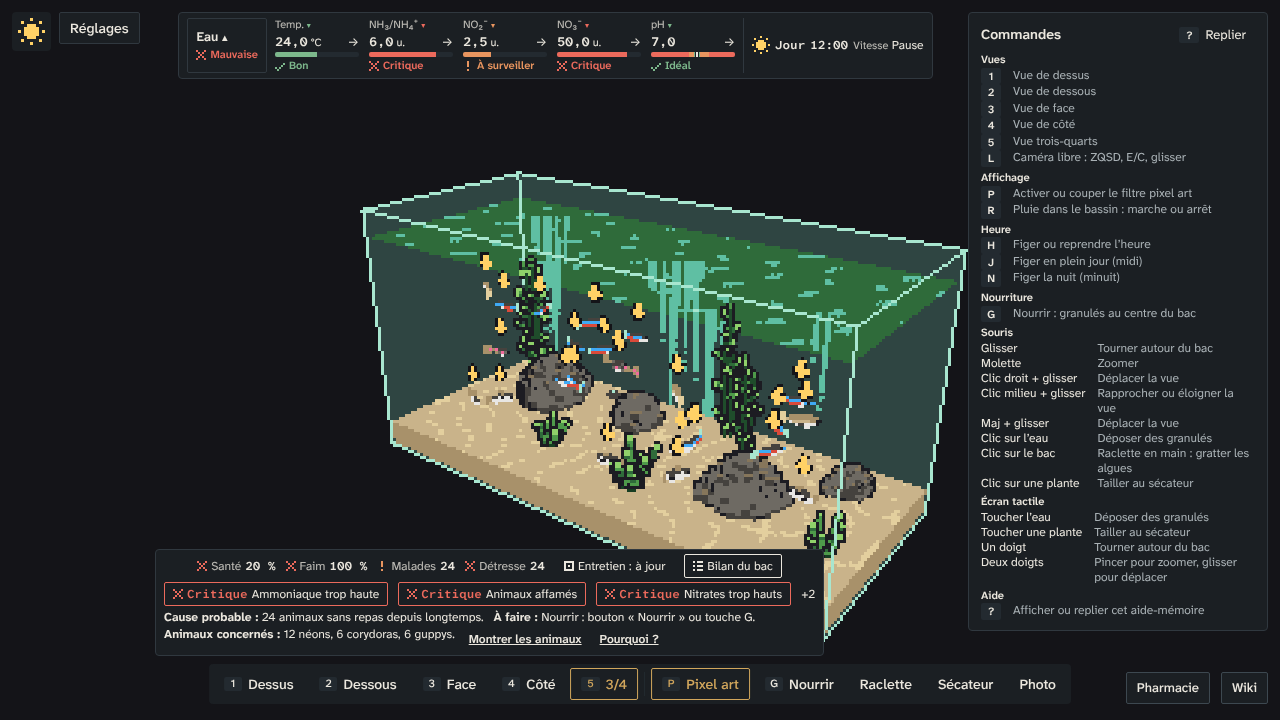 Réglages
Eau ▴
Mauvaise
Temp. ▾
24,0 °C →
Bon
NH₃/NH₄⁺ ▾
6,0 u. →
Critique
NO₂⁻ ▾
2,5 u. →
À surveiller
NO₃⁻ ▾
50,0 u. →
Critique
pH ▾
7,0 →
Idéal
Jour 12:00 Vitesse Pause
Commandes ? Replier
Vues
1 Vue de dessus
2 Vue de dessous
3 Vue de face
4 Vue de côté
5 Vue trois-quarts
L Caméra libre : ZQSD, E/C, glisser
Affichage
P Activer ou couper le filtre pixel art
R Pluie dans le bassin : marche ou arrêt
Heure
H Figer ou reprendre l'heure
J Figer en plein jour (midi)
N Figer la nuit (minuit)
Nourriture
G Nourrir : granulés au centre du bac
Souris
Glisser Tourner autour du bac
Molette Zoomer
Clic droit + glisser Déplacer la vue
Clic milieu + glisser Rapprocher ou éloigner la
vue
Maj + glisser Déplacer la vue
Clic sur l'eau Déposer des granulés
Clic sur le bac Raclette en main : gratter les
algues
Clic sur une plante Tailler au sécateur
Écran tactile
Toucher l'eau Déposer des granulés
Toucher une plante Tailler au sécateur
Un doigt Tourner autour du bac
Deux doigts Pincer pour zoomer, glisser
pour déplacer
Aide
? Afficher ou replier cet aide-mémoire
Santé 20 % Faim 100 % Malades 24 Détresse 24 Entretien : à jour Bilan du bac
Critique Ammoniaque trop haute Critique Animaux affamés Critique Nitrates trop hauts +2
Cause probable : 24 animaux sans repas depuis longtemps. À faire : Nourrir : bouton « Nourrir » ou touche G.
Animaux concernés : 12 néons, 6 corydoras, 6 guppys. Montrer les animaux Pourquoi ?
1 Dessus 2 Dessous 3 Face 4 Côté 5 3/4 P Pixel art G Nourrir Raclette Sécateur Photo
Pharmacie Wiki